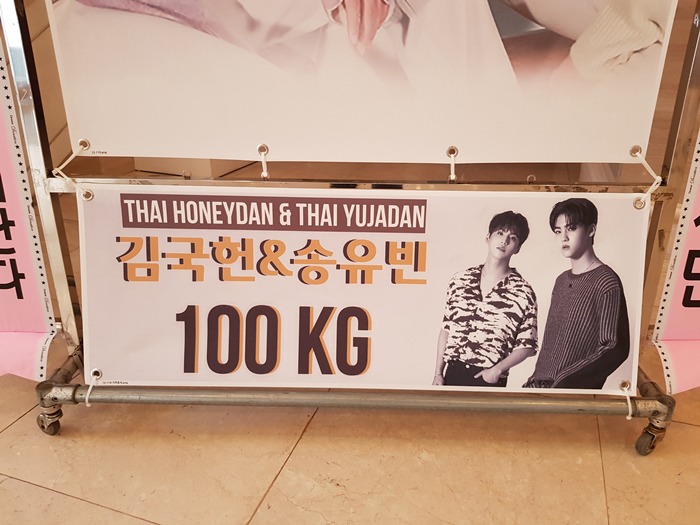 THAI HONEYDAN & THAI YUJADAN
김국헌&송유빈
100 KG